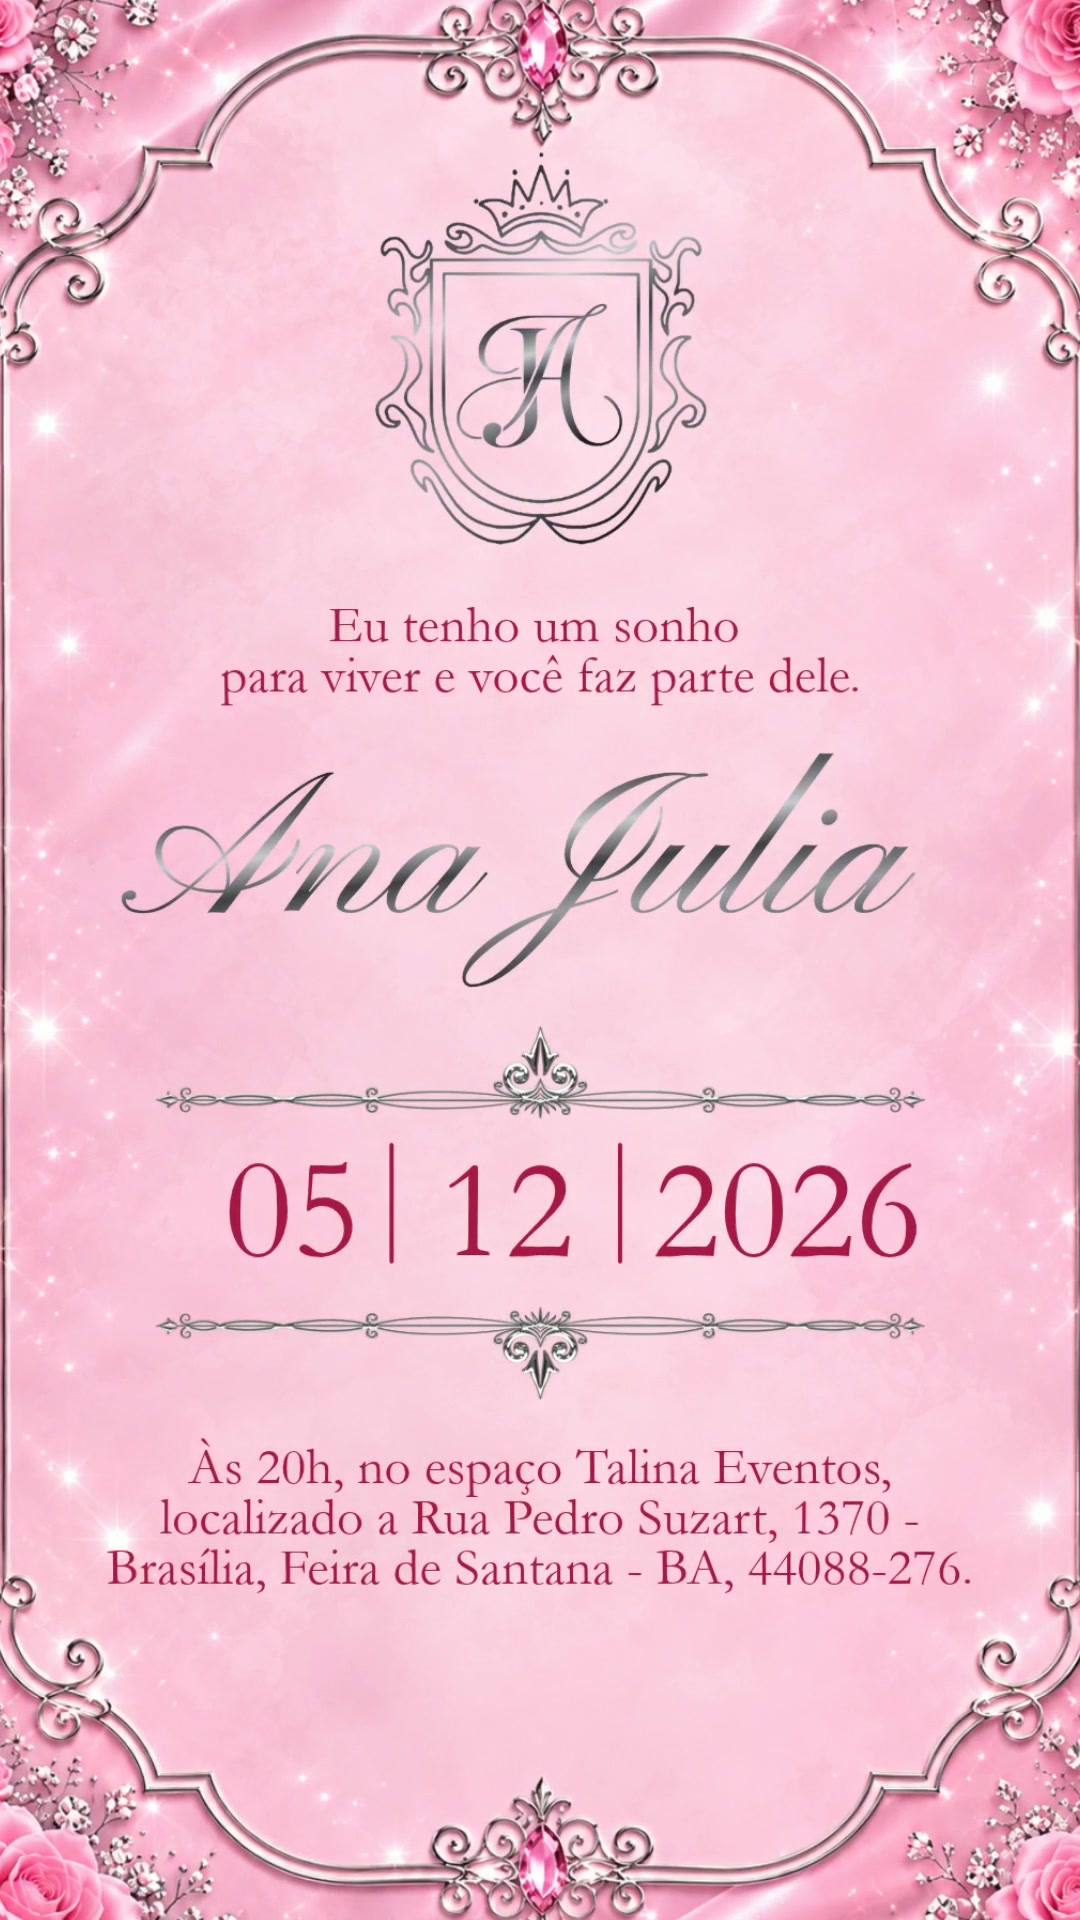 JA
Eu tenho um sonho
para viver e você faz parte dele.
Ana Julia
05| 12 |2026
Às 20h, no espaço Talina Eventos,
localizado a Rua Pedro Suzart, 1370 -
Brasília, Feira de Santana - BA, 44088-276.